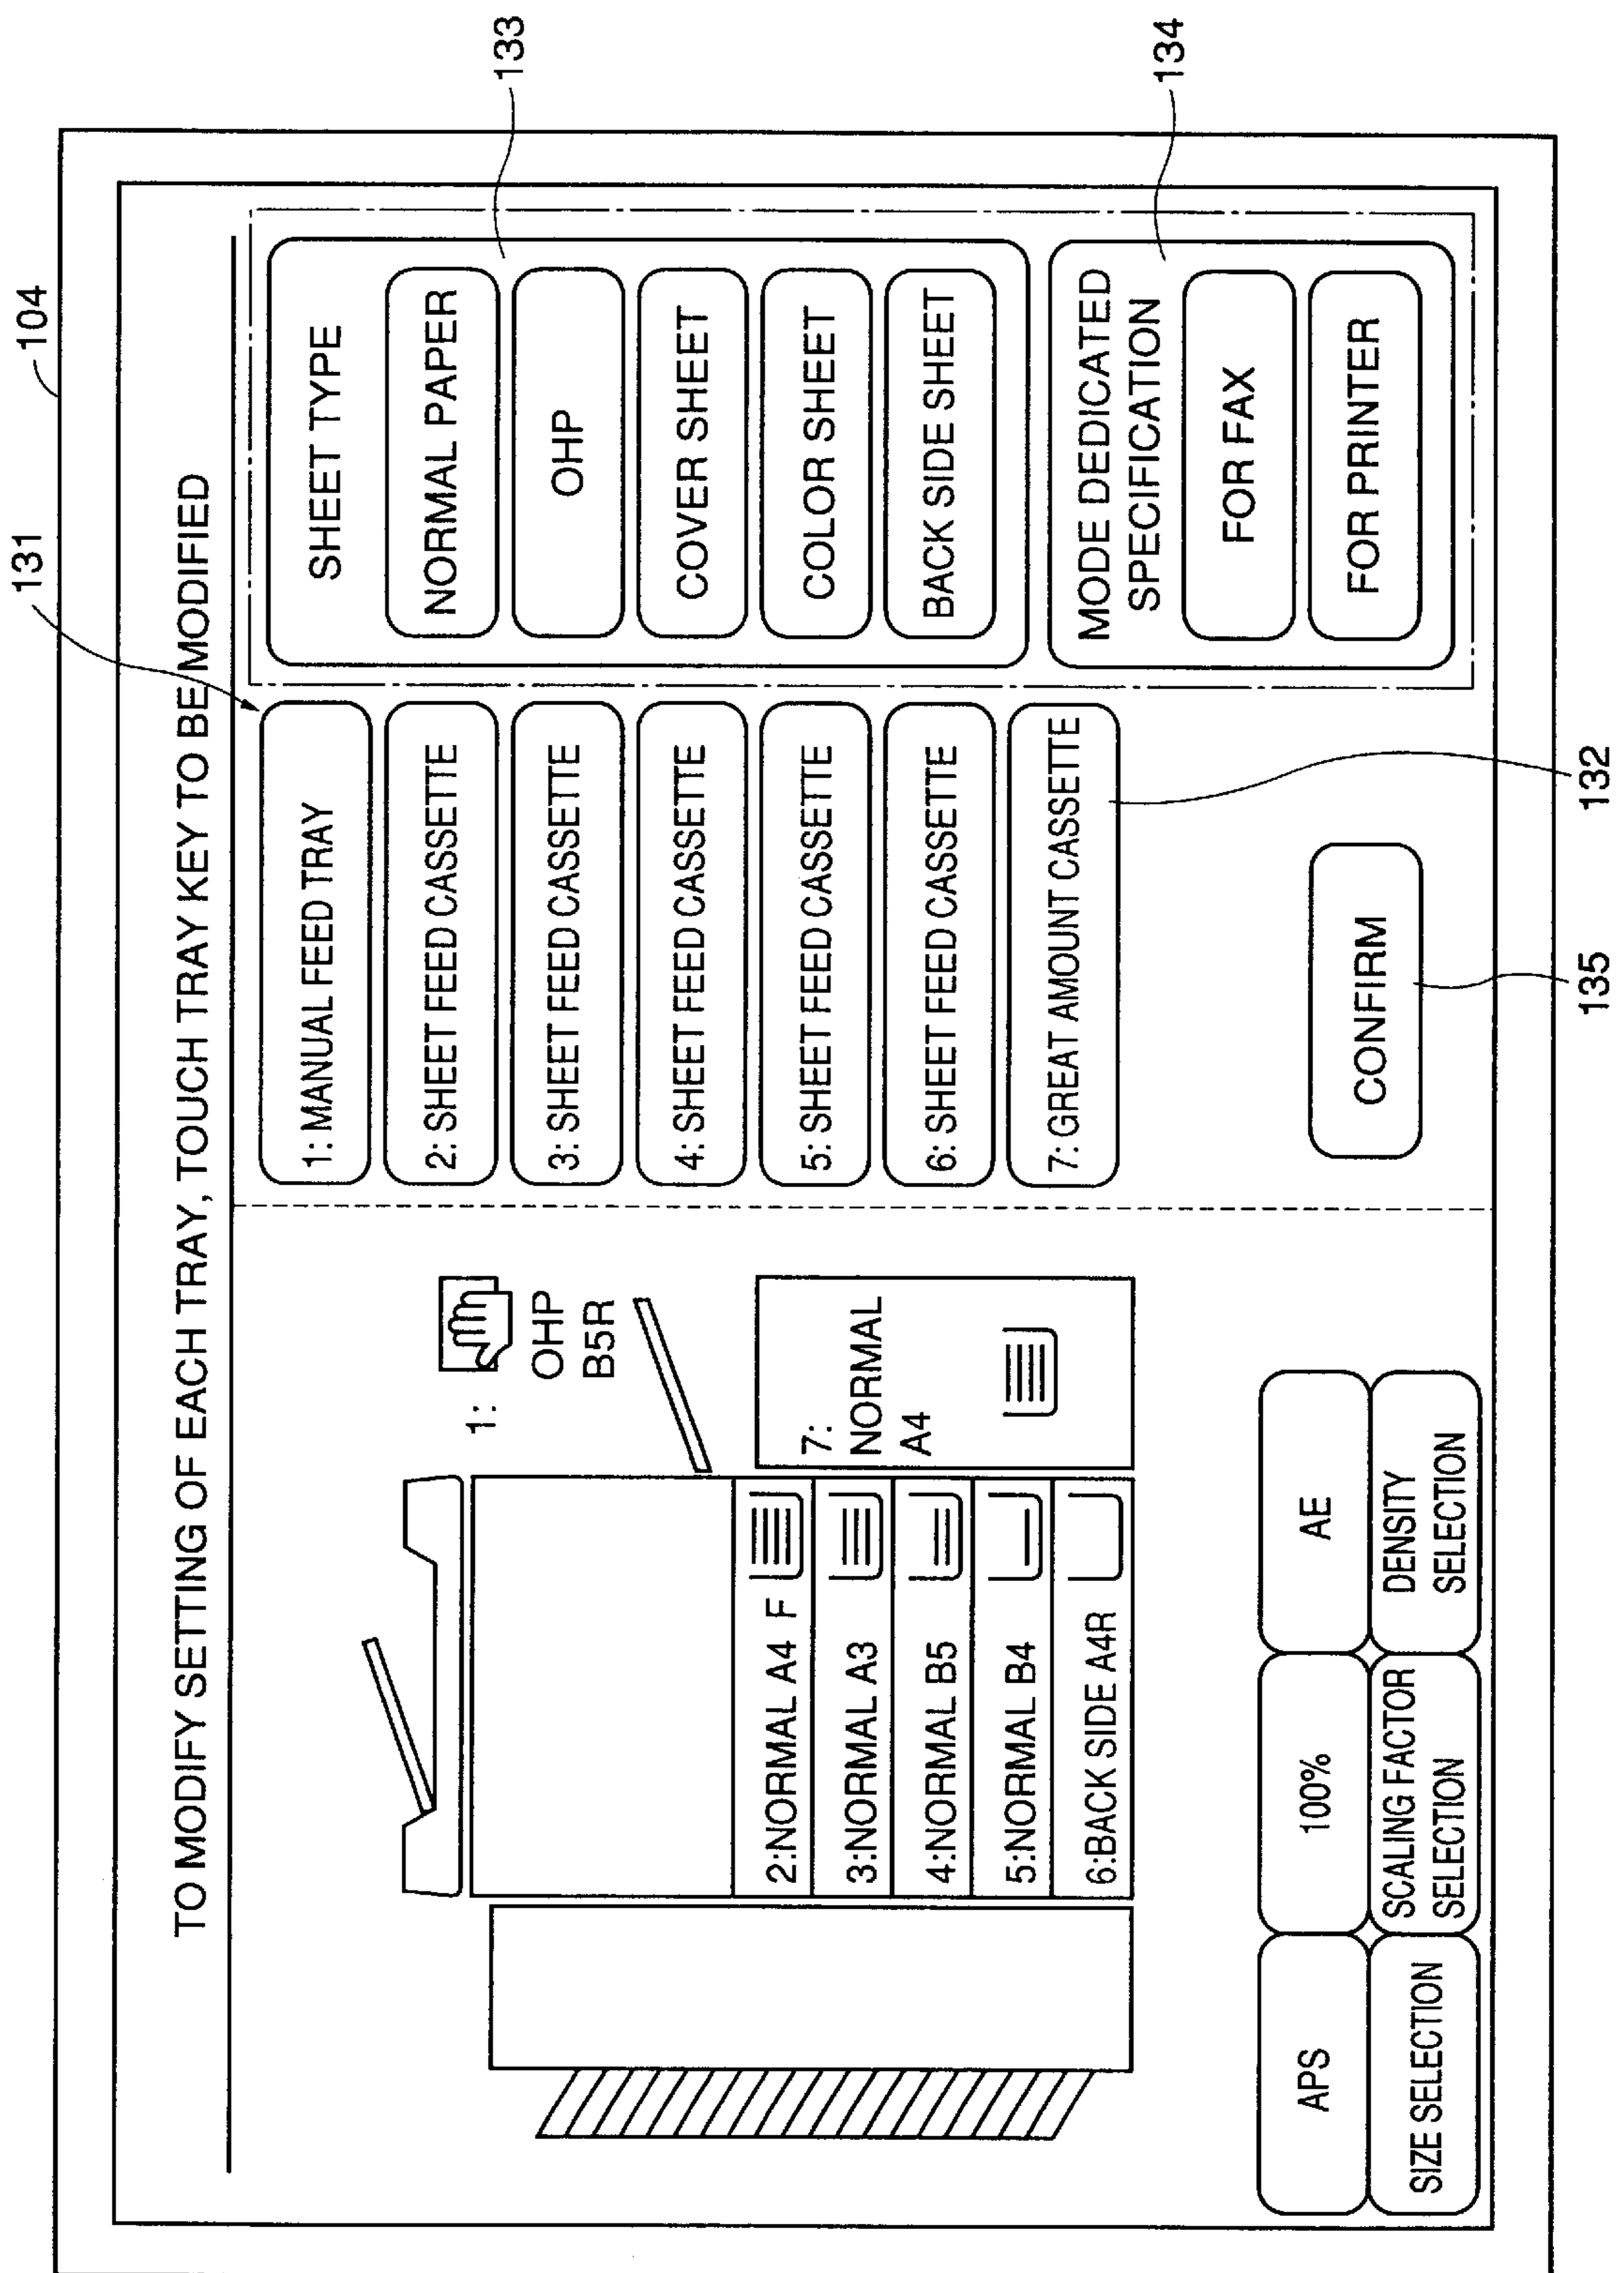 104
131
TO MODIFY SETTING OF EACH TRAY, TOUCH TRAY KEY TO BE MODIFIED
1:
OHP
B5R
2:NORMAL A4 F
3:NORMAL A3
4:NORMAL B5
5:NORMAL B4
6:BACK SIDE A4R
7:
NORMAL
A4
APS
100%
AE
SIZE SELECTION
SCALING FACTOR
SELECTION
DENSITY
SELECTION
1: MANUAL FEED TRAY
2: SHEET FEED CASSETTE
3: SHEET FEED CASSETTE
4: SHEET FEED CASSETTE
5: SHEET FEED CASSETTE
6: SHEET FEED CASSETTE
7: GREAT AMOUNT CASSETTE
CONFIRM
SHEET TYPE
NORMAL PAPER
OHP
COVER SHEET
COLOR SHEET
BACK SIDE SHEET
MODE DEDICATED
SPECIFICATION
FOR FAX
FOR PRINTER
133
134
135
132